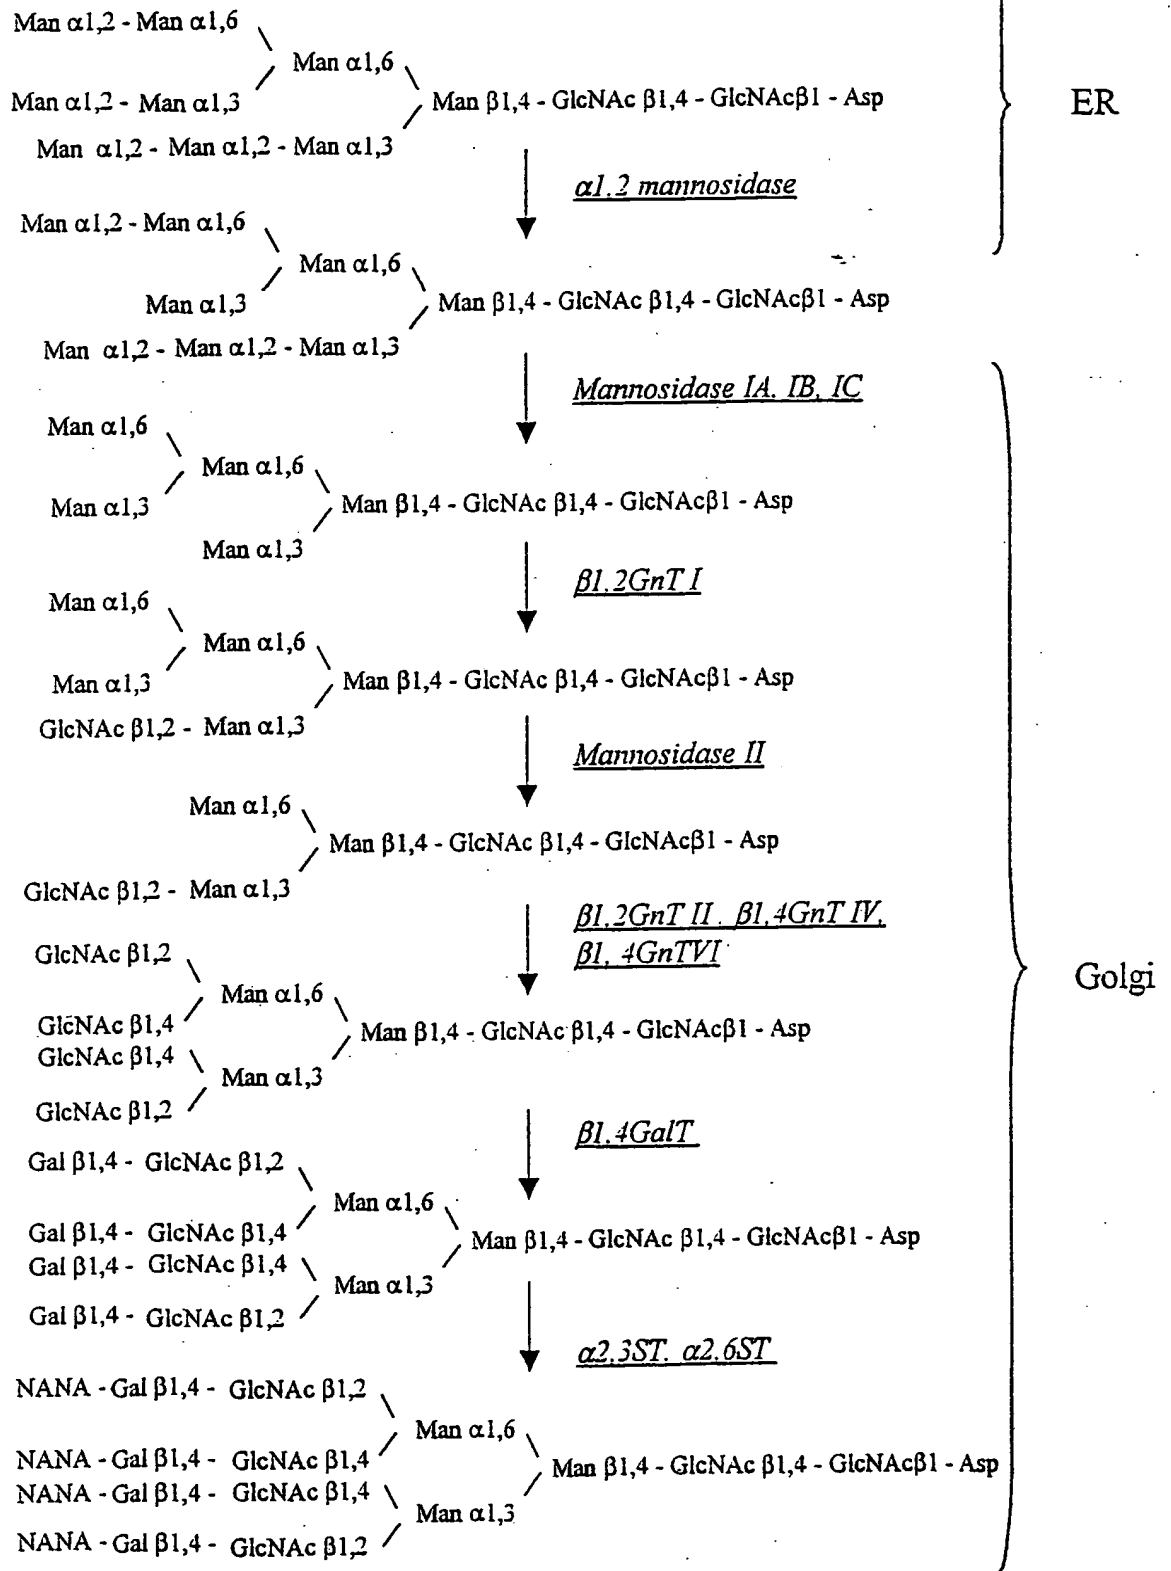 Man α1,2 - Man α1,6
Man α1,6
Man α1,2 - Man α1,3
Man β1,4 - GlcNAc β1,4 - GlcNAcβ1 - Asp
Man α1,2 - Man α1,2 - Man α1,3
ER
α1.2 mannosidase
Man α1,2 - Man α1,6
Man α1,6
Man α1,3
Man β1,4 - GlcNAc β1,4 - GlcNAcβ1 - Asp
Man α1,2 - Man α1,2 - Man α1,3
Mannosidase IA. IB, IC
Man α1,6
Man α1,6
Man α1,3
Man β1,4 - GlcNAc β1,4 - GlcNAcβ1 - Asp
Man α1,3
β1.2GnT I
Man α1,6
Man α1,6
Man α1,3
Man β1,4 - GlcNAc β1,4 - GlcNAcβ1 - Asp
GlcNAc β1,2 - Man α1,3
Mannosidase II
Man α1,6
Man β1,4 - GlcNAc β1,4 - GlcNAcβ1 - Asp
GlcNAc β1,2 - Man α1,3
β1,2GnT II . β1,4GnT IV,
β1, 4GnTVI
GlcNAc β1,2
Man α1,6
GlcNAc β1,4
Man β1,4 - GlcNAc β1,4 - GlcNAcβ1 - Asp
GlcNAc β1,4
Man α1,3
GlcNAc β1,2
Golgi
β1.4GalT
Gal β1,4 - GlcNAc β1,2
Man α1,6
Gal β1,4 - GlcNAc β1,4
Man β1,4 - GlcNAc β1,4 - GlcNAcβ1 - Asp
Gal β1,4 - GlcNAc β1,4
Man α1,3
Gal β1,4 - GlcNAc β1,2
α2.3ST. α2.6ST
NANA - Gal β1,4 - GlcNAc β1,2
Man α1,6
NANA - Gal β1,4 - GlcNAc β1,4
Man β1,4 - GlcNAc β1,4 - GlcNAcβ1 - Asp
NANA - Gal β1,4 - GlcNAc β1,4
Man α1,3
NANA - Gal β1,4 - GlcNAc β1,2